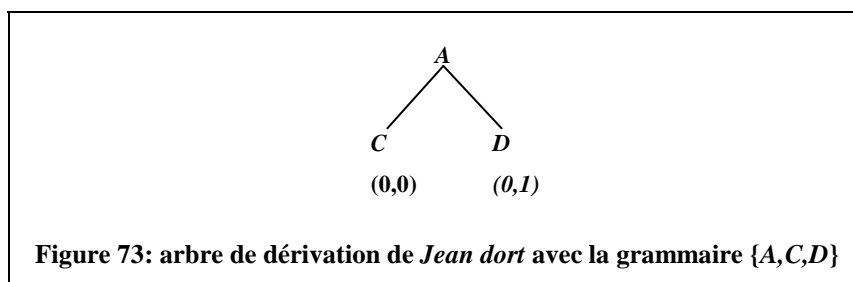 A
C D
(0,0) (0,1)
Figure 73: arbre de dérivation de Jean dort avec la grammaire {A,C,D}